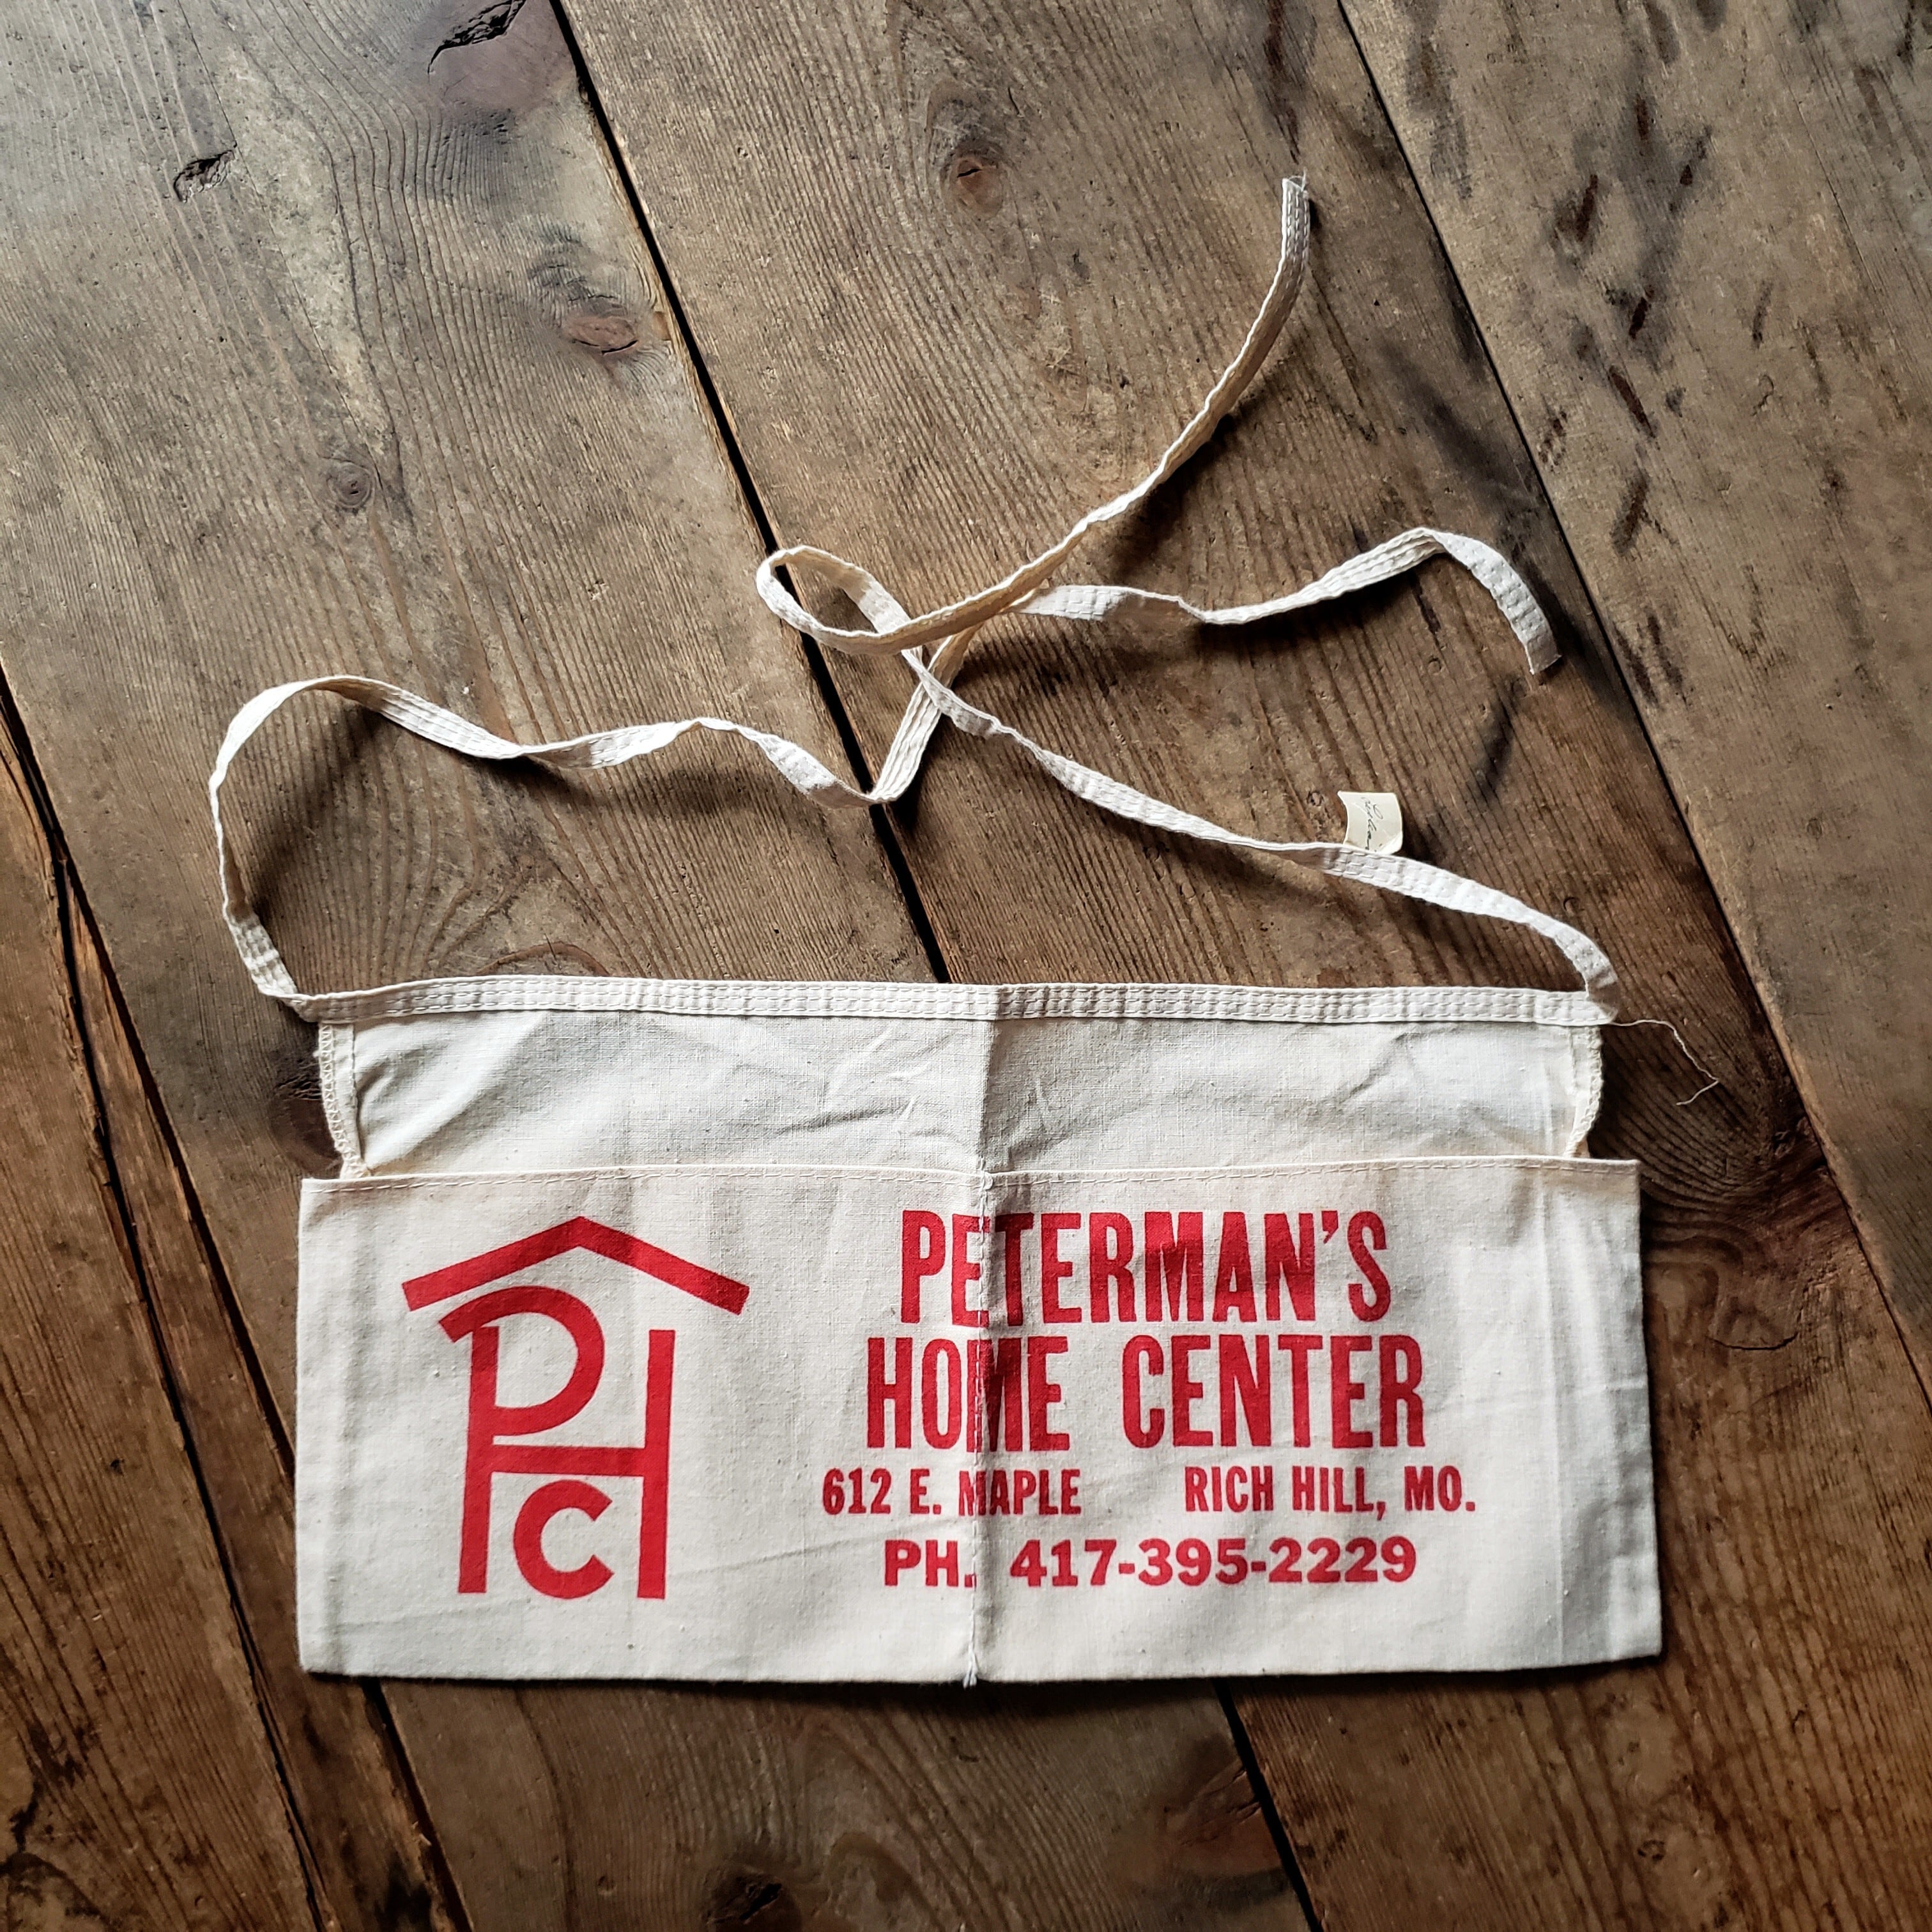 PHC
PETERMAN'S
HOME CENTER
612 E. MAPLE RICH HILL, MO.
PH. 417-395-2229